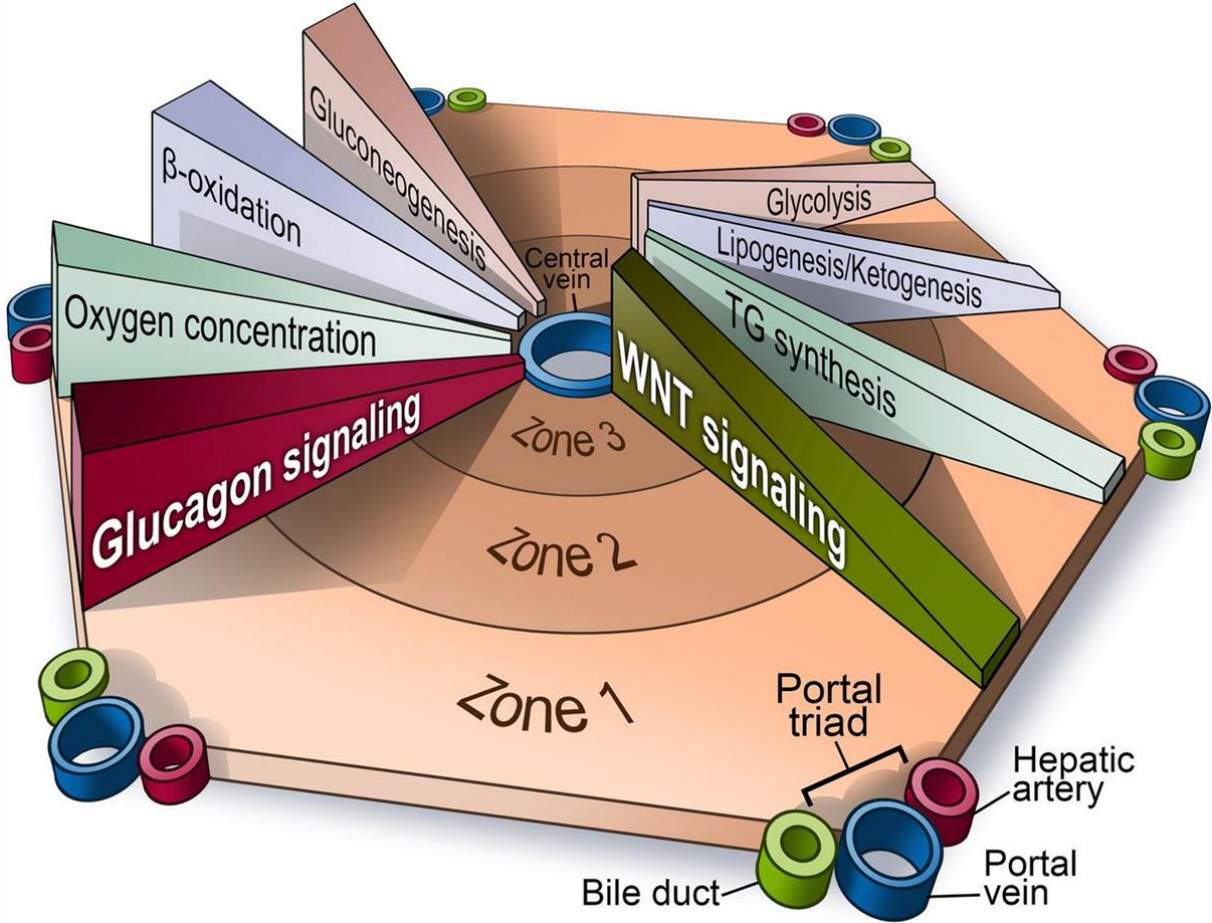 Gluconeogenesis
β-oxidation
Oxygen concentration
Glucagon signaling
Central
vein
Glycolysis
Lipogenesis/Ketogenesis
TG synthesis
WNT signaling
Zone 3
Zone 2
Zone 1
Portal
triad
Hepatic
artery
Portal
vein
Bile duct